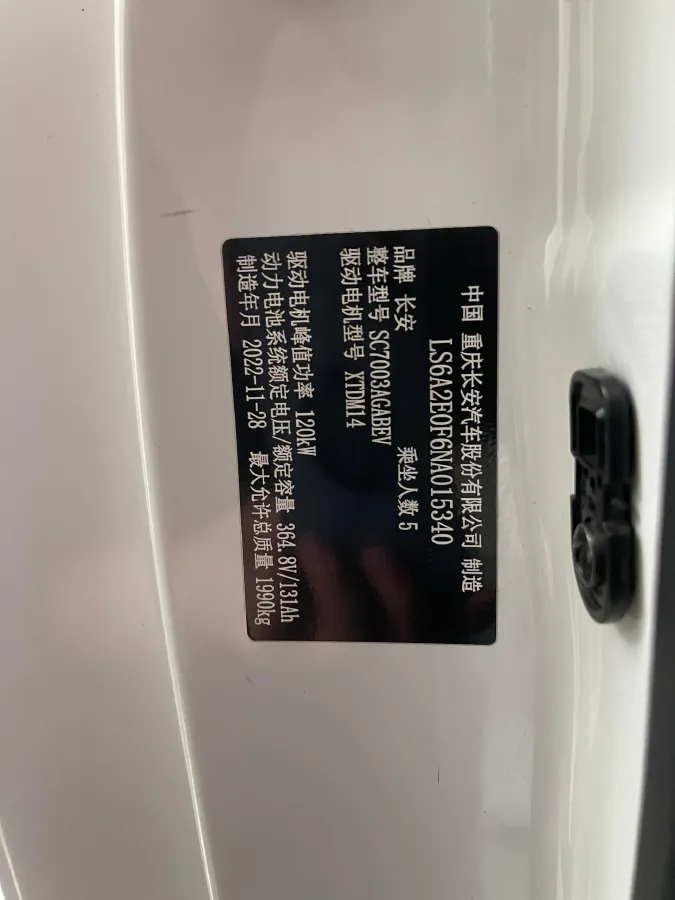 中国 重庆长安汽车股份有限公司 制造
LS6A2E0F6NA015340
品牌 长安 乘坐人数 5
整车型号 SC7003AGABEV
驱动电机型号 XTDM14
驱动电机峰值功率 120kW
动力电池系统额定电压/额定容量 364.8V/131Ah
制造年月 2022-11-28 最大允许总质量 1990kg